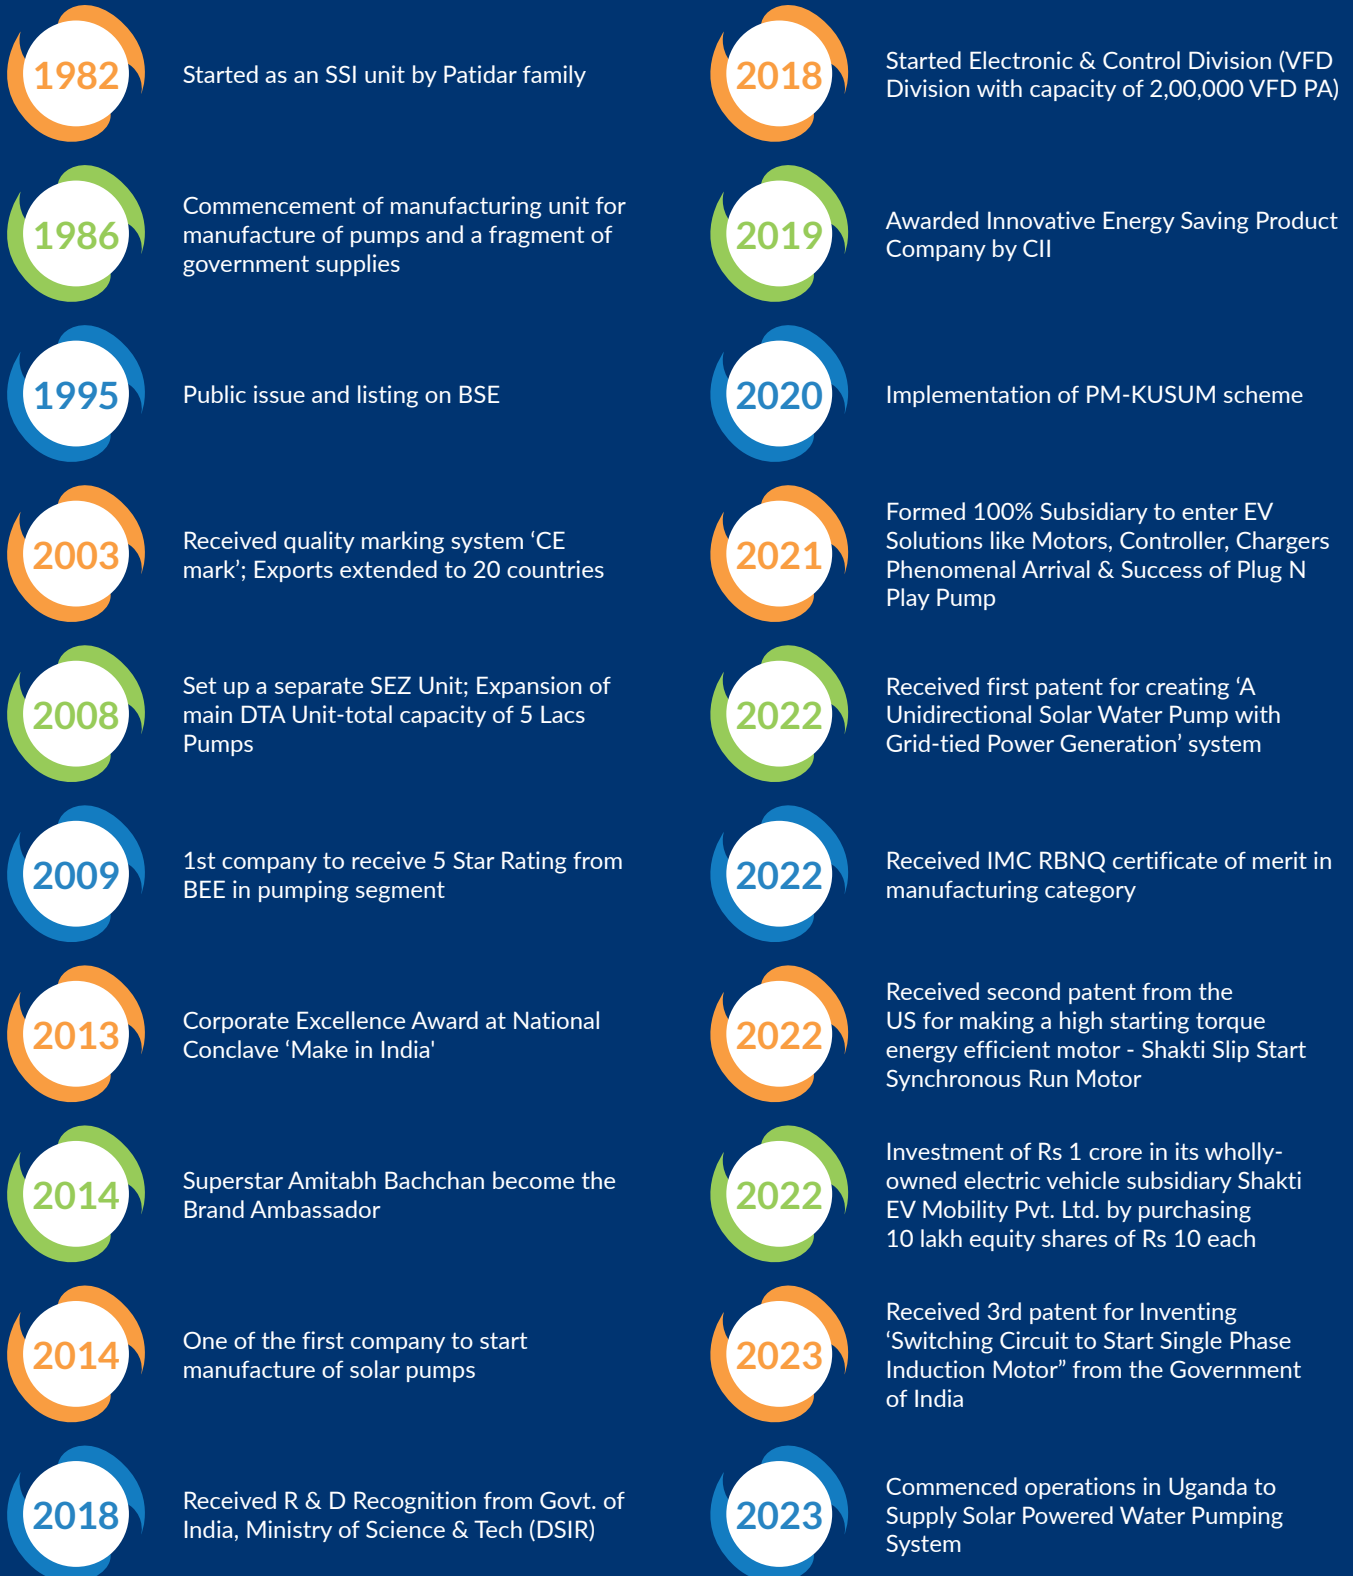 1982
Started as an SSI unit by Patidar family
1986
Commencement of manufacturing unit for
manufacture of pumps and a fragment of
government supplies
1995
Public issue and listing on BSE
2003
Received quality marking system ‘CE
mark’; Exports extended to 20 countries
2008
Set up a separate SEZ Unit; Expansion of
main DTA Unit-total capacity of 5 Lacs
Pumps
2009
1st company to receive 5 Star Rating from
BEE in pumping segment
2013
Corporate Excellence Award at National
Conclave ‘Make in India'
2014
Superstar Amitabh Bachchan become the
Brand Ambassador
2014
One of the first company to start
manufacture of solar pumps
2018
Received R & D Recognition from Govt. of
India, Ministry of Science & Tech (DSIR)
2018
Started Electronic & Control Division (VFD
Division with capacity of 2,00,000 VFD PA)
2019
Awarded Innovative Energy Saving Product
Company by CII
2020
Implementation of PM-KUSUM scheme
2021
Formed 100% Subsidiary to enter EV
Solutions like Motors, Controller, Chargers
Phenomenal Arrival & Success of Plug N
Play Pump
2022
Received first patent for creating ‘A
Unidirectional Solar Water Pump with
Grid-tied Power Generation’ system
2022
Received IMC RBNQ certificate of merit in
manufacturing category
2022
Received second patent from the
US for making a high starting torque
energy efficient motor - Shakti Slip Start
Synchronous Run Motor
2022
Investment of Rs 1 crore in its wholly-
owned electric vehicle subsidiary Shakti
EV Mobility Pvt. Ltd. by purchasing
10 lakh equity shares of Rs 10 each
2023
Received 3rd patent for Inventing
‘Switching Circuit to Start Single Phase
Induction Motor” from the Government
of India
2023
Commenced operations in Uganda to
Supply Solar Powered Water Pumping
System